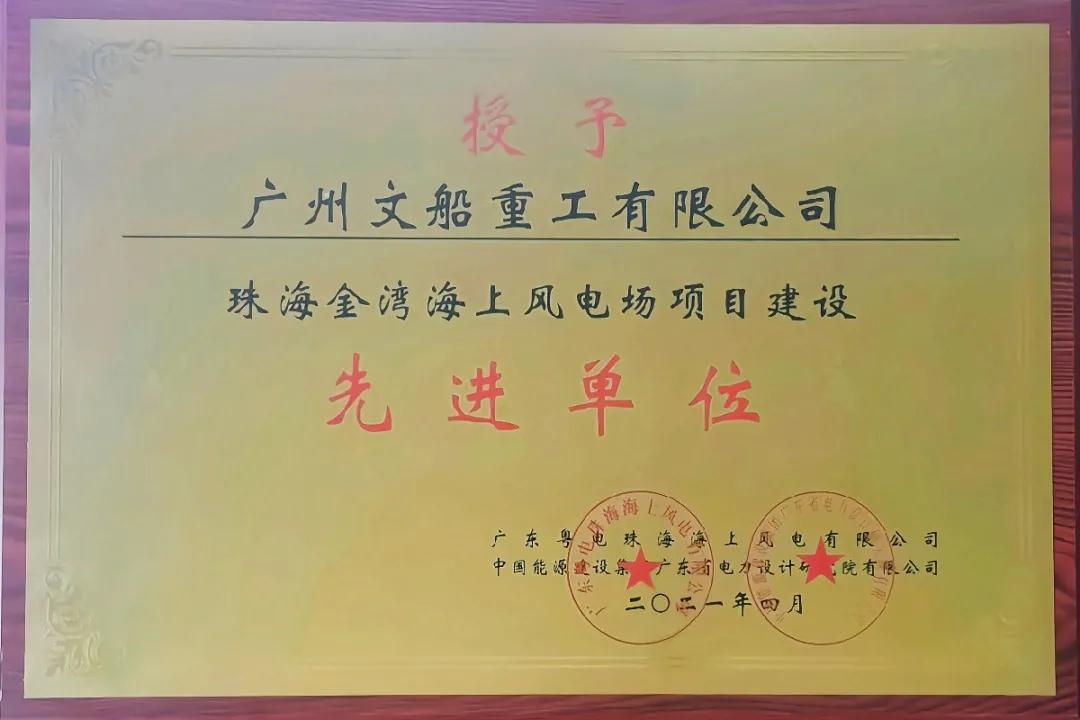 授予
广州文船重工有限公司
珠海金湾海上风电场项目建设
先进单位
广东粤电珠海海上风电有限公司
中国能源建设集团广东省电力设计研究院有限公司
二〇二一年四月